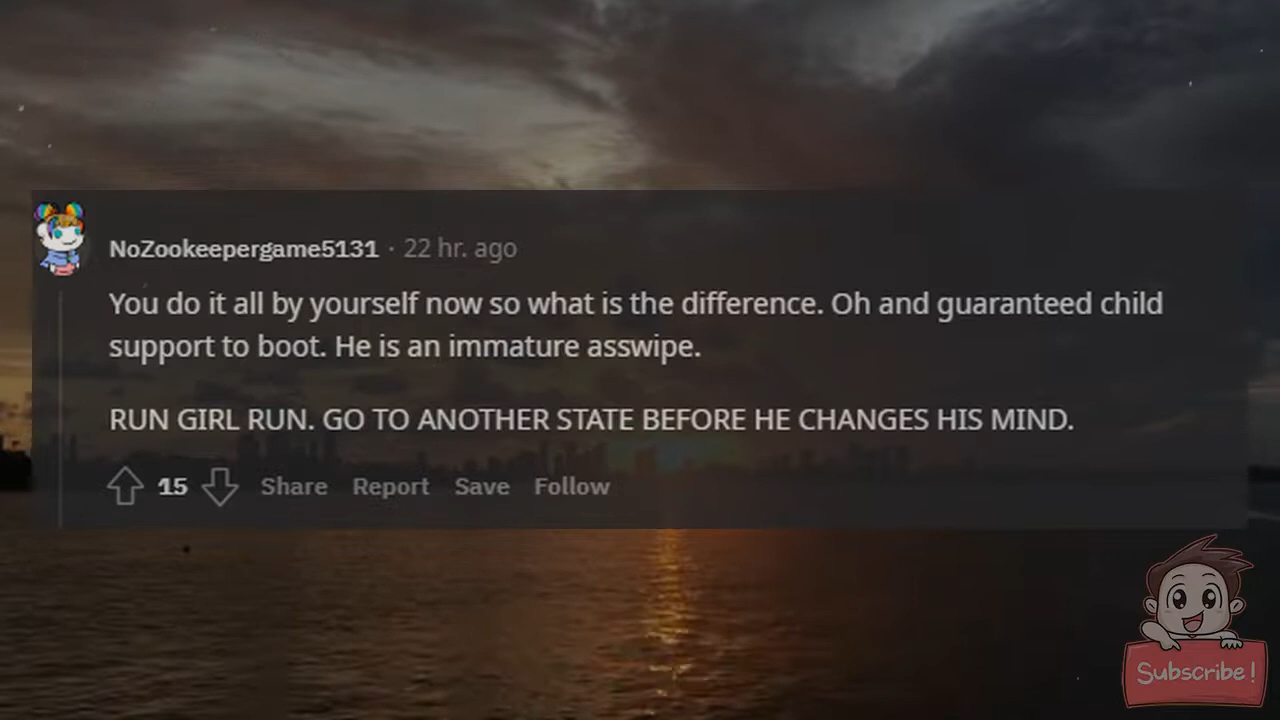 NoZookeepergame5131 · 22 hr. ago
You do it all by yourself now so what is the difference. Oh and guaranteed child
support to boot. He is an immature asswipe.
RUN GIRL RUN. GO TO ANOTHER STATE BEFORE HE CHANGES HIS MIND.
15 Share Report Save Follow
Subscribe!